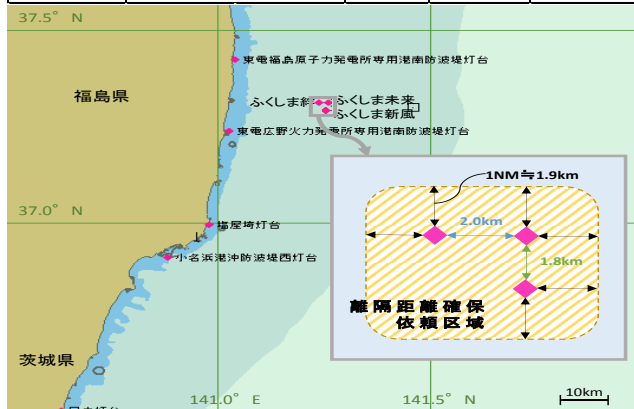 37.5° N
東電福島原子力発電所専用港南防波堤灯台
福島県
ふくしま絆
ふくしま未来
ふくしま新風
東電広野火力発電所専用港南防波堤灯台
1NM≒1.9km
2.0km
1.8km
離隔距離確保
依頼区域
37.0° N
塩屋埼灯台
小名浜港沖防波堤西灯台
茨城県
141.0° E
141.5° N
10km